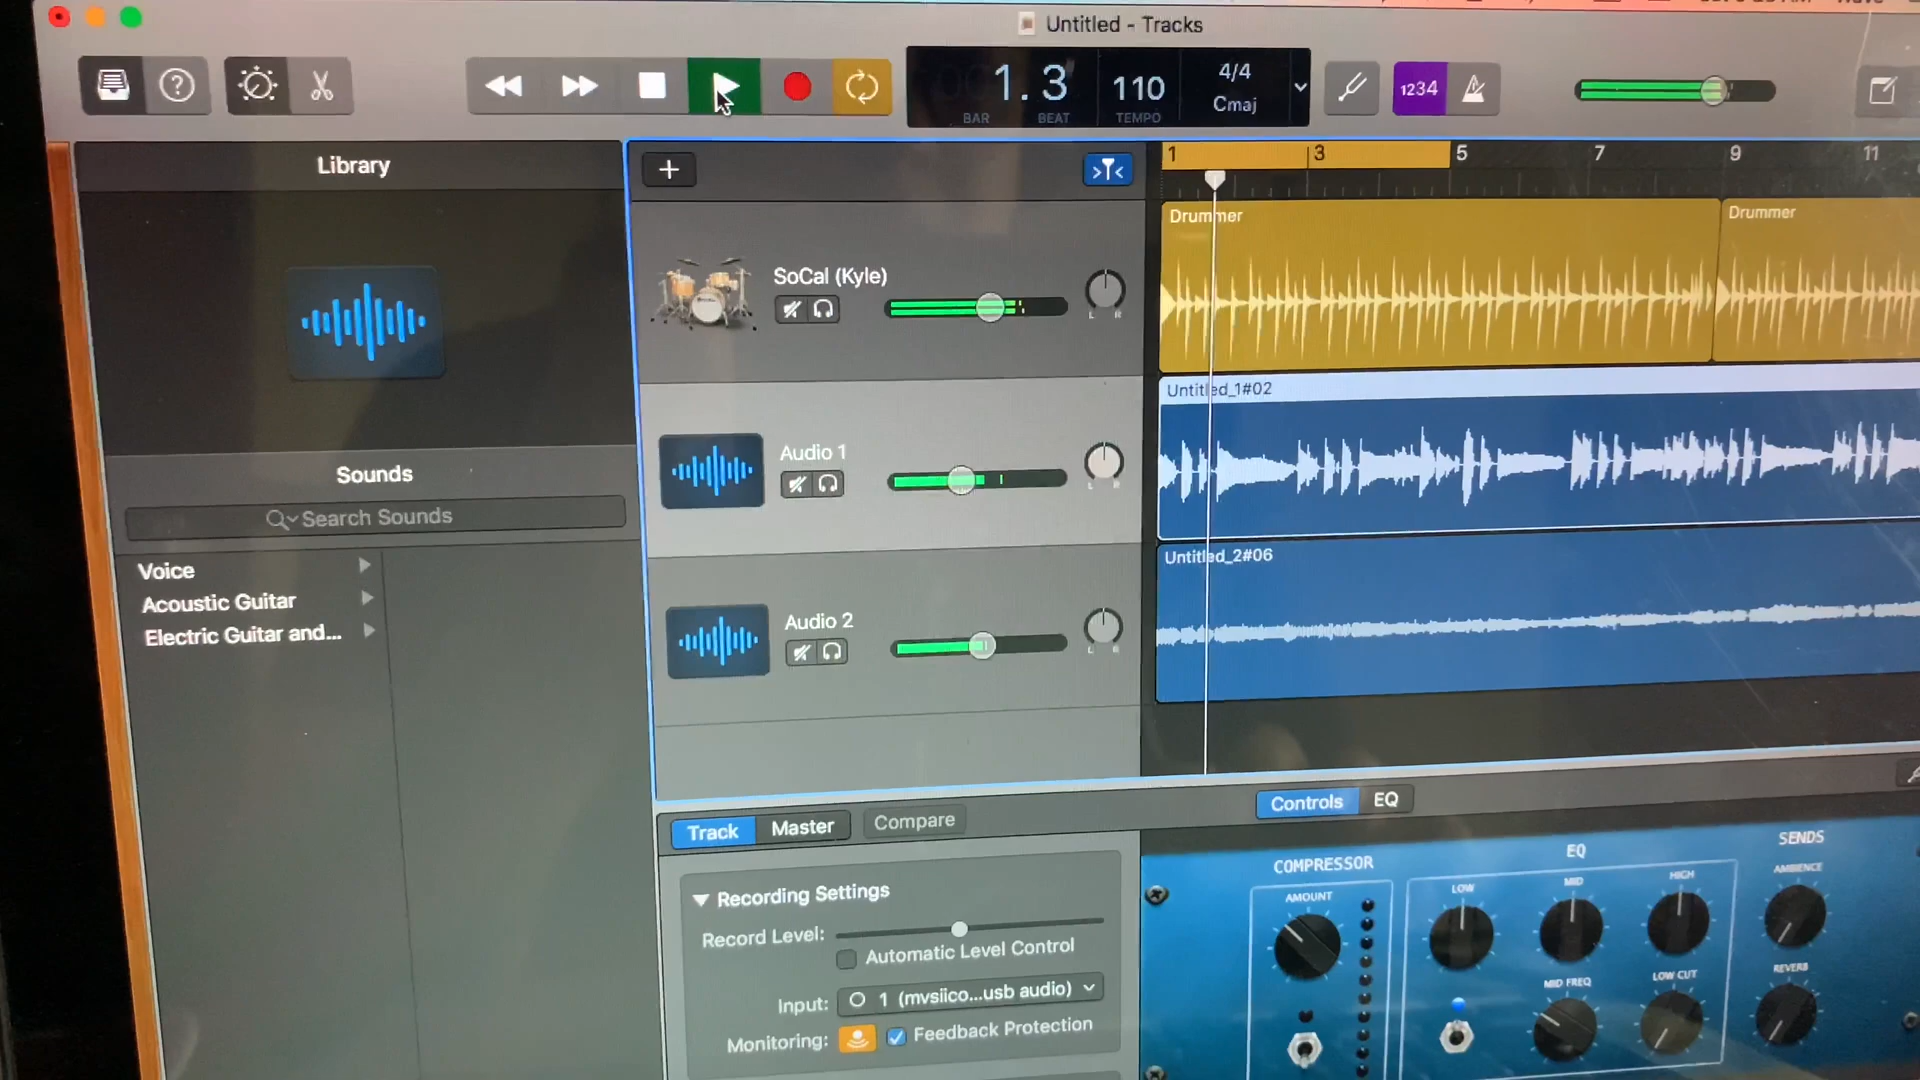 Untitled - Tracks
1. 3
110
4/4
Cmaj
BAR
BEAT
TEMPO
1234
Library
1
3
5
7
9
11
Drummer
Drummer
SoCal (Kyle)
L R
Untitled_1#02
Audio 1
L R
Sounds
Search Sounds
Untitled_2#06
Voice
Acoustic Guitar
Electric Guitar and...
Audio 2
L R
Track
Master
Compare
Controls
EQ
Recording Settings
Record Level:
Automatic Level Control
Input:
1 (mvsiico...usb audio)
Monitoring:
Feedback Protection
COMPRESSOR
AMOUNT
EQ
LOW
MID
HIGH
MID FREQ
LOW CUT
SENDS
AMBIENCE
REVERB